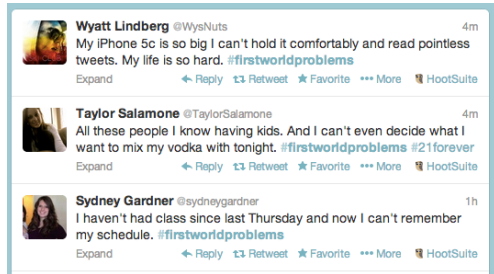 Wyatt Lindberg @WysNuts 4m
My iPhone 5c is so big I can't hold it comfortably and read pointless
tweets. My life is so hard. #firstworldproblems
Expand Reply Retweet Favorite More HootSuite
Taylor Salamone @TaylorSalamone 4m
All these people I know having kids. And I can't even decide what I
want to mix my vodka with tonight. #firstworldproblems #21forever
Expand Reply Retweet Favorite More HootSuite
Sydney Gardner @sydneygardner 1h
I haven't had class since last Thursday and now I can't remember
my schedule. #firstworldproblems
Expand Reply Retweet Favorite More HootSuite